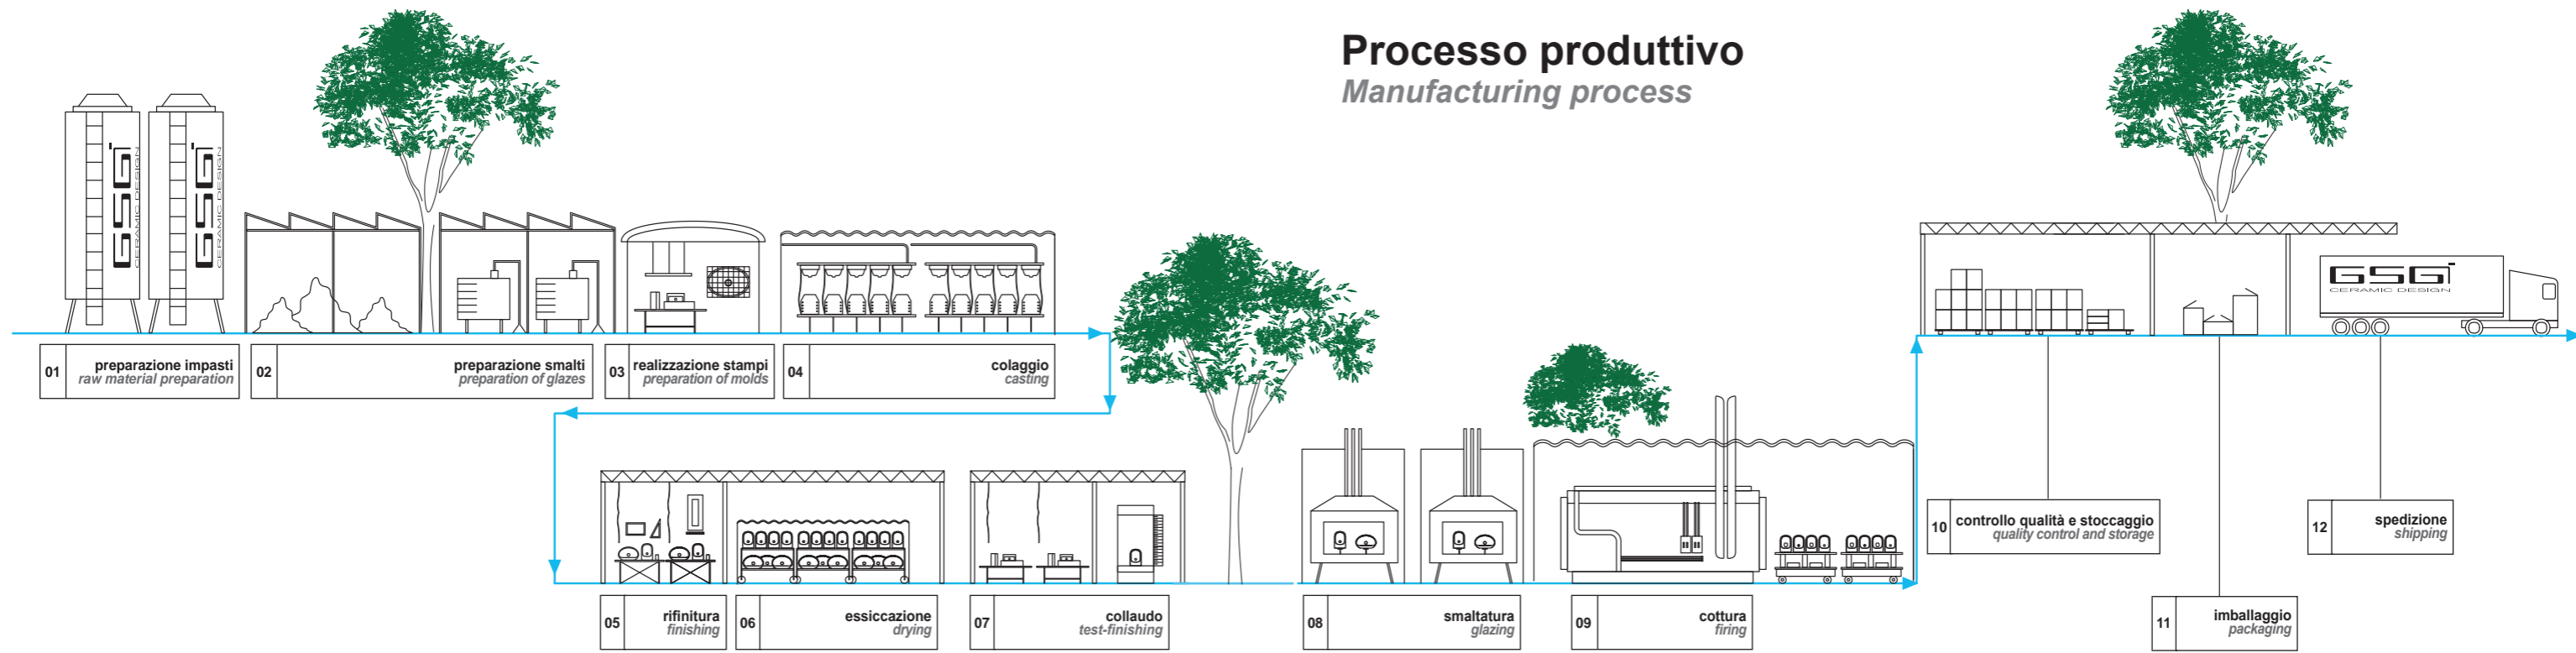 Processo produttivo
Manufacturing process
GSG
CERAMIC DESIGN
GSG
CERAMIC DESIGN
GSG
CERAMIC DESIGN
01
preparazione impasti
raw material preparation
02
preparazione smalti
preparation of glazes
03
realizzazione stampi
preparation of molds
04
colaggio
casting
05
rifinitura
finishing
06
essiccazione
drying
07
collaudo
test-finishing
08
smaltatura
glazing
09
cottura
firing
10
controllo qualità e stoccaggio
quality control and storage
11
imballaggio
packaging
12
spedizione
shipping